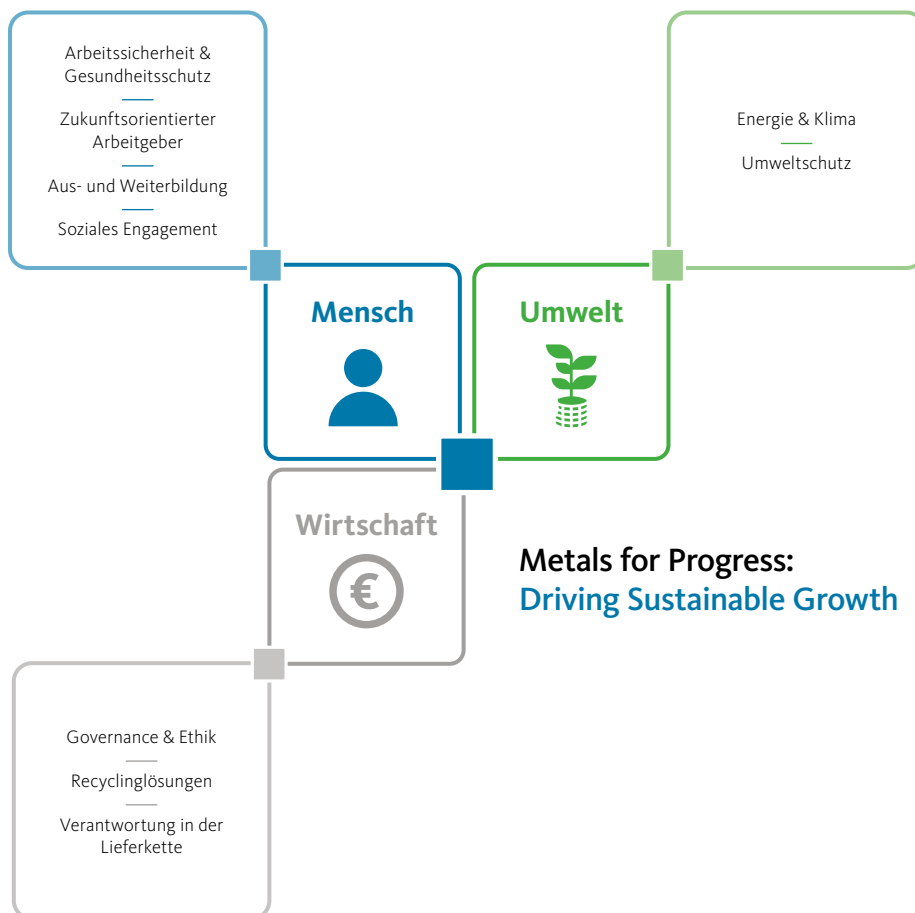 Arbeitssicherheit &
Gesundheitsschutz
Zukunftsorientierter
Arbeitgeber
Aus- und Weiterbildung
Soziales Engagement
Energie & Klima
Umweltschutz
Mensch
Umwelt
Wirtschaft
€
Metals for Progress:
Driving Sustainable Growth
Governance & Ethik
Recyclinglösungen
Verantwortung in der
Lieferkette